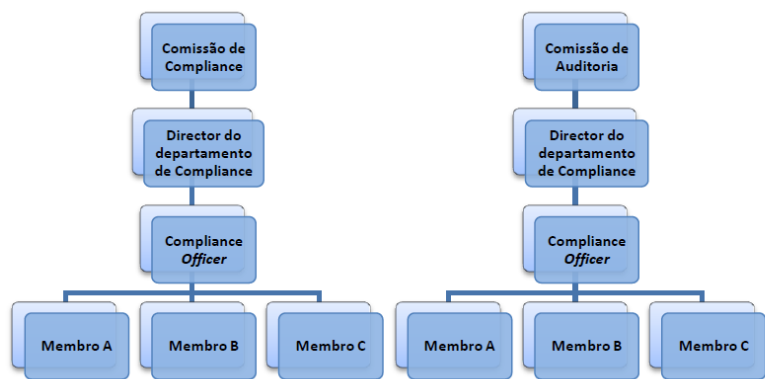 Comissão de
Compliance
Director do
departamento
de Compliance
Compliance
Officer
Membro A
Membro B
Membro C
Comissão de
Auditoria
Director do
departamento
de Compliance
Compliance
Officer
Membro A
Membro B
Membro C